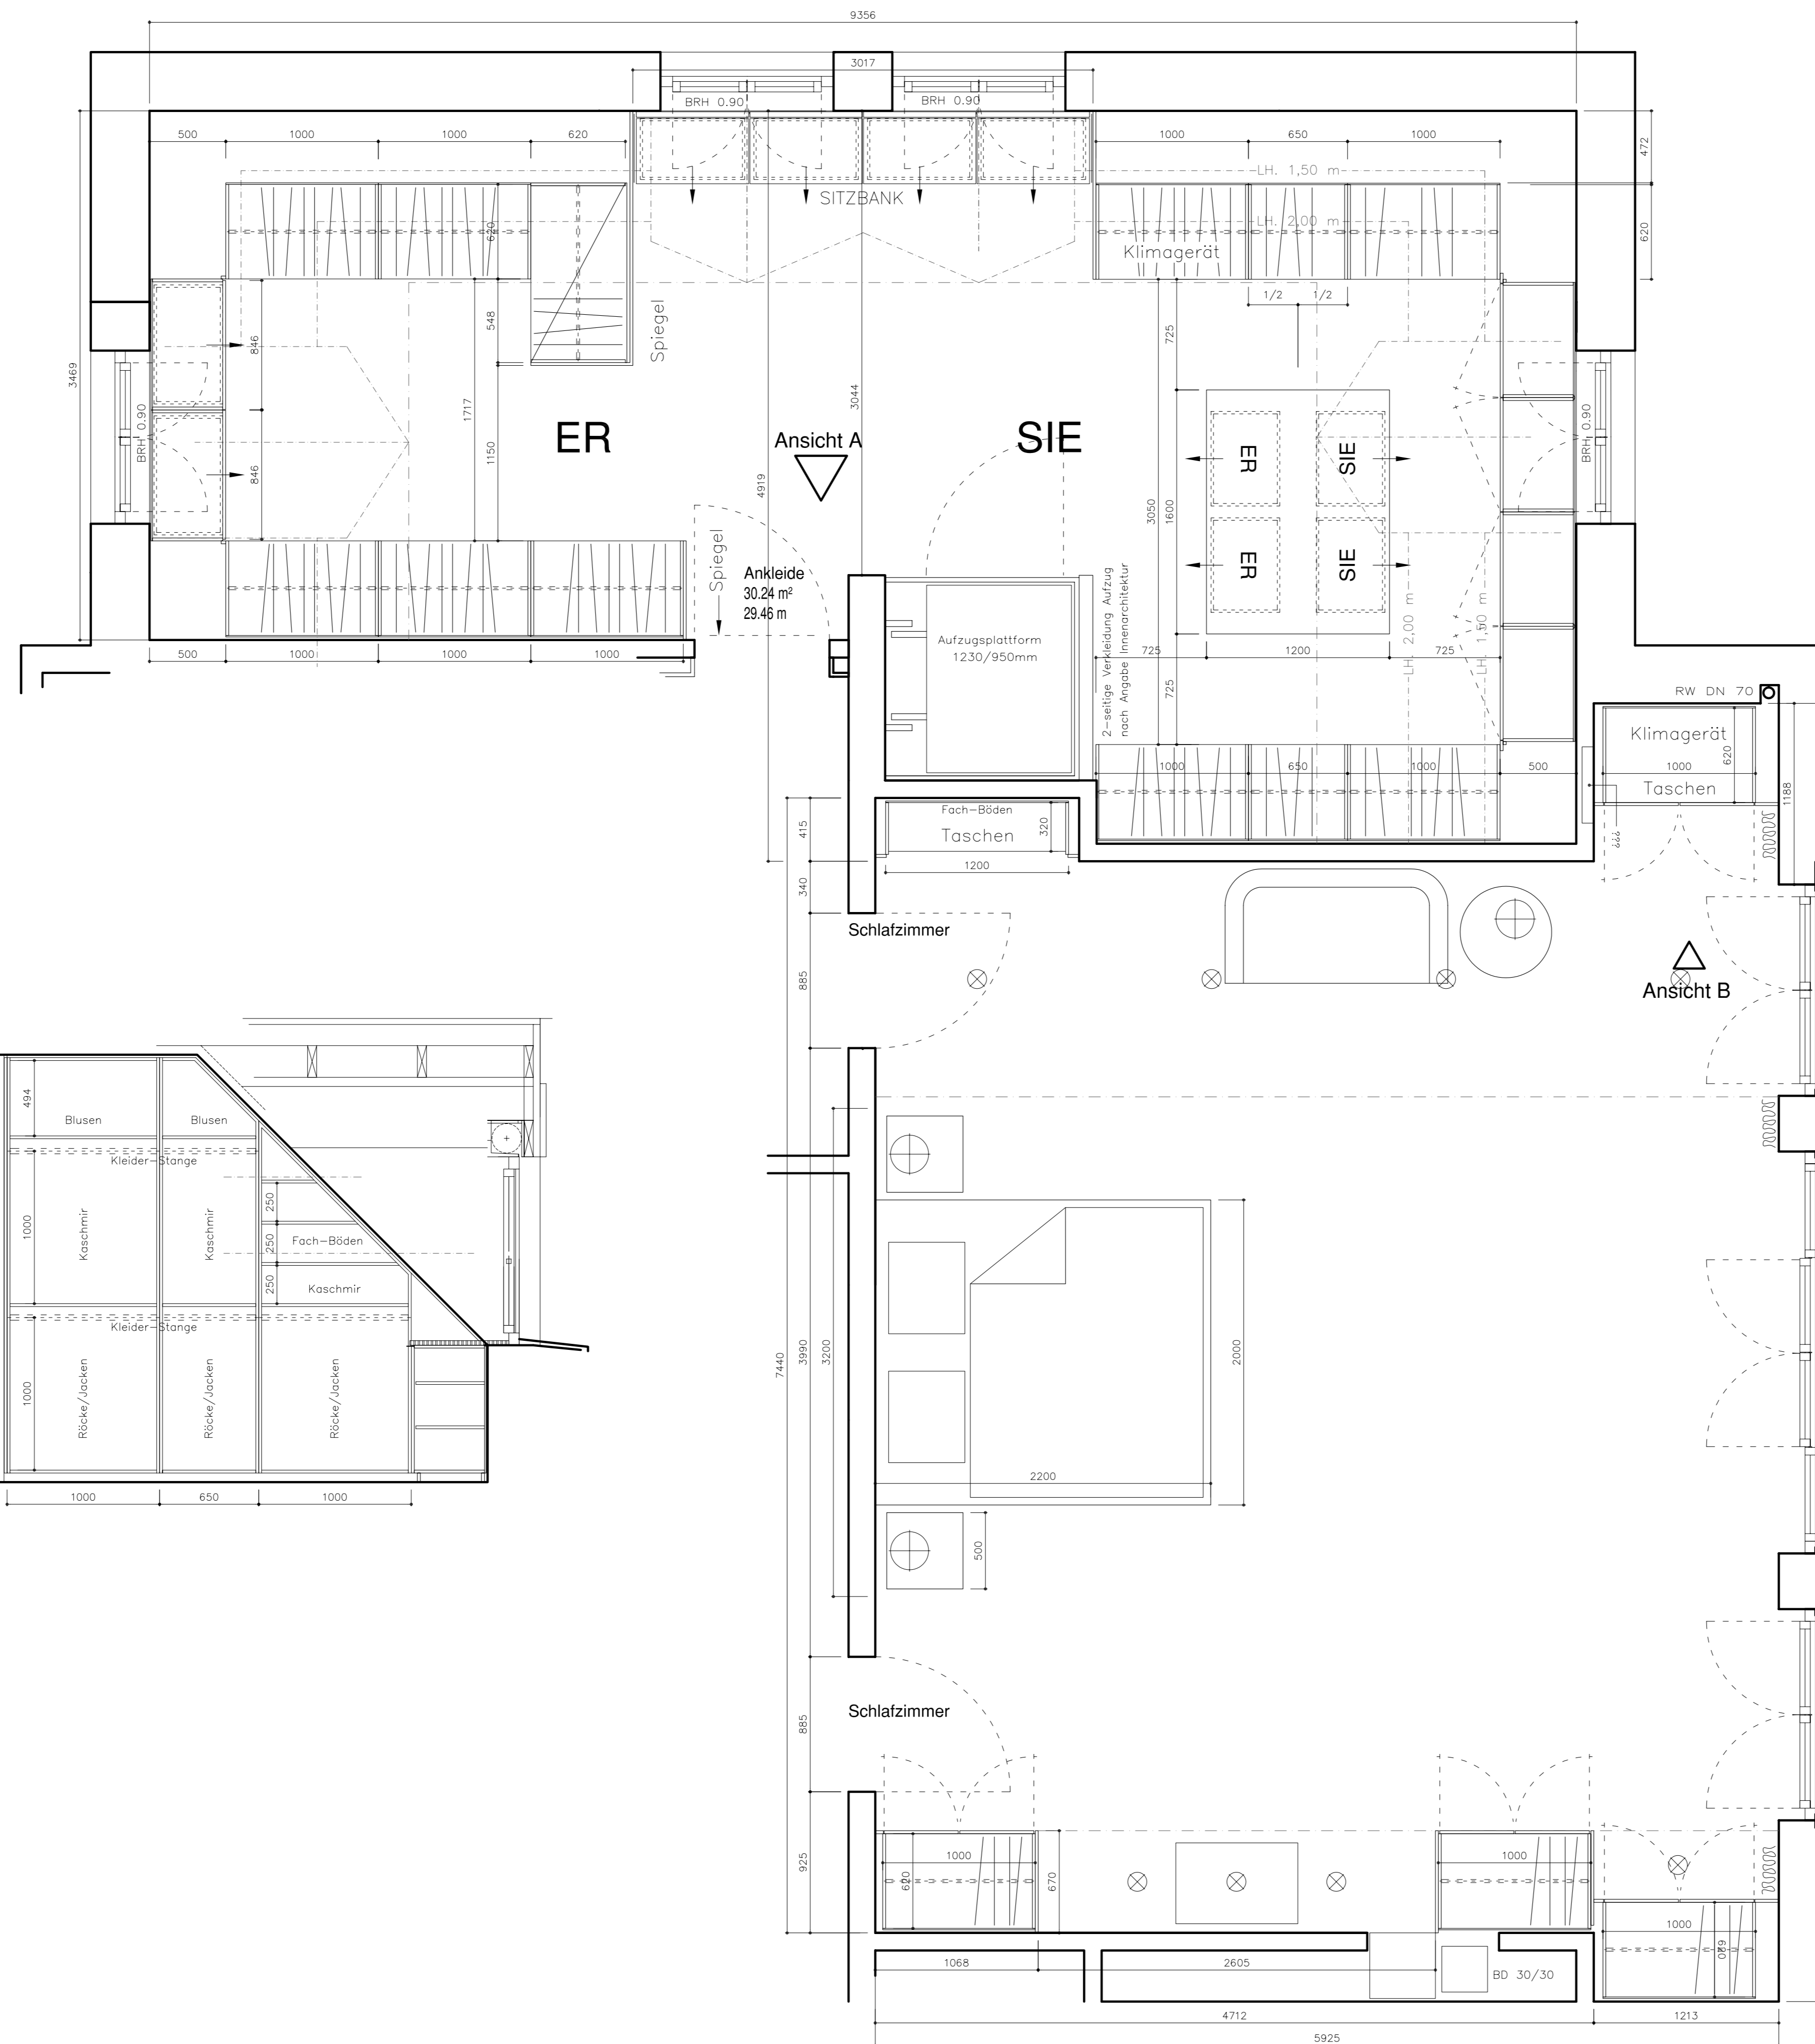 9356
3017
BRH 0.90
BRH 0.90
500
1000
1000
620
1000
650
1000
472
LH. 1,50 m
SITZBANK
LH. 2,00 m
620
620
Klimagerät
1/2
1/2
548
Spiegel
725
846
3469
3044
1717
BRH 0.90
BRH 0.90
ER
Ansicht A
SIE
ER
SIE
1150
846
4919
3050
1600
Spiegel
Ankleide
30.24 m²
29.46 m
ER
SIE
2-seitige Verkleidung Aufzug
nach Angabe Innenarchitektur
Aufzugsplattform
1230/950mm
LH. 2,00 m
LH. 1,50 m
500
1000
1000
1000
725
1200
725
725
RW DN 70
Klimagerät
620
1000
Taschen
1188
1000
650
1000
500
???
415
Fach-Böden
Taschen
320
1200
340
Schlafzimmer
885
Ansicht B
494
Blusen
Blusen
Kleider-Stange
1000
Kaschmir
Kaschmir
250
250
Fach-Böden
250
Kaschmir
Kleider-Stange
1000
Röcke/Jacken
Röcke/Jacken
Röcke/Jacken
1000
650
1000
7440
3990
3200
2000
2200
500
Schlafzimmer
885
925
1000
620
670
1000
1000
620
1068
2605
BD 30/30
4712
1213
5925